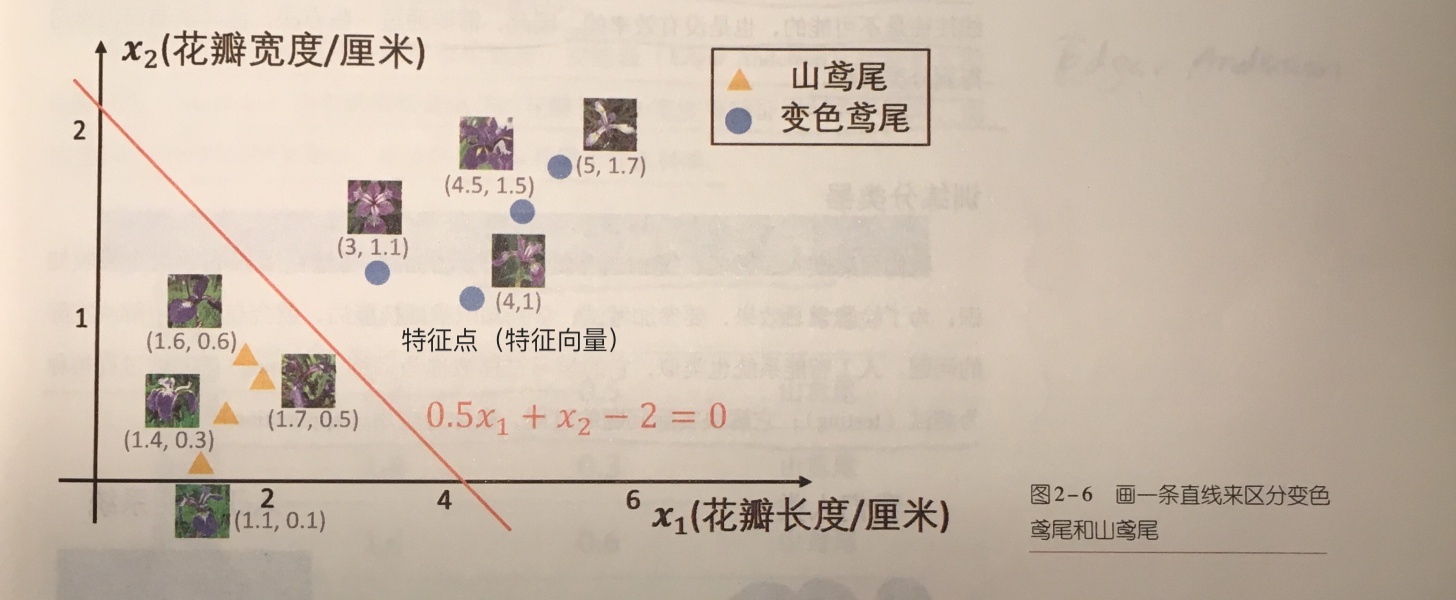 x₂(花瓣宽度/厘米)
山鸢尾
变色鸢尾
2
(5, 1.7)
(4.5, 1.5)
(3, 1.1)
(4,1)
1
特征点（特征向量）
(1.6, 0.6)
(1.7, 0.5)
0.5x₁ + x₂ − 2 = 0
(1.4, 0.3)
2
4
6
x₁(花瓣长度/厘米)
(1.1, 0.1)
图2-6 画一条直线来区分变色
鸢尾和山鸢尾